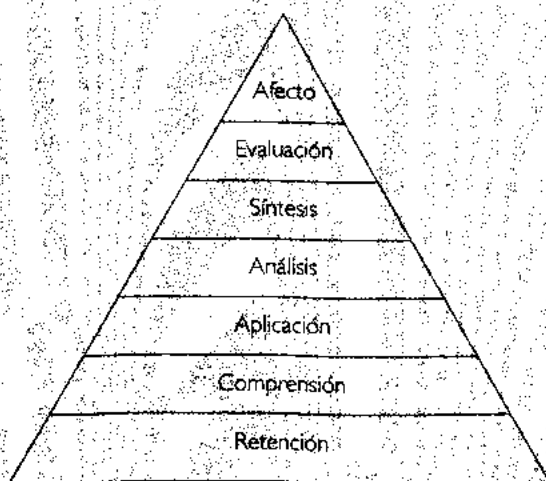 Afecto
Evaluación
Síntesis
Análisis
Aplicación
Comprensión
Retención